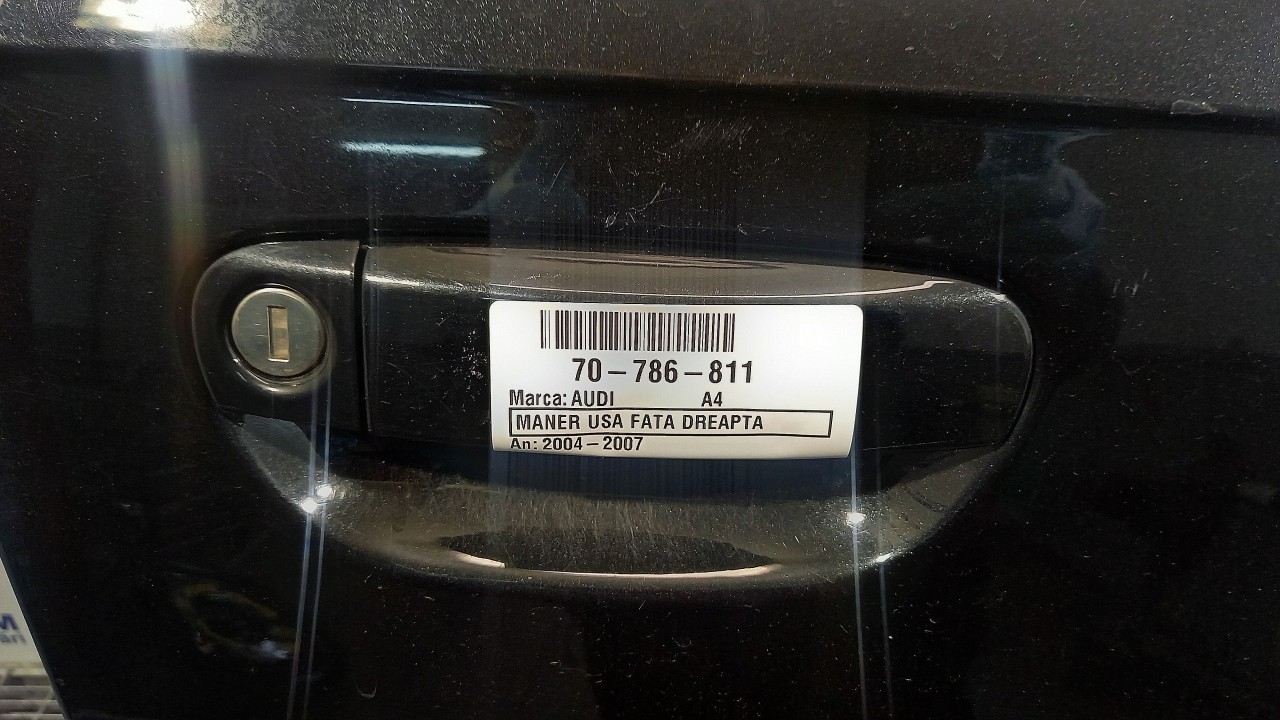 70-786-811
Marca: AUDI A4
MANER USA FATA DREAPTA
An: 2004-2007